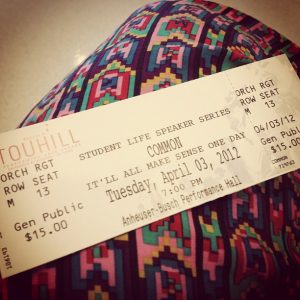 TOUHILL
ORCH RGT
ROW SEAT
M 13
Gen Public
$15.00
STUDENT LIFE SPEAKER SERIES
COMMON
IT'LL ALL MAKE SENSE ONE DAY
Tuesday, April 03, 2012
7:00 PM
Anheuser-Busch Performance Hall
ORCH RGT
ROW SEAT
M 13
04/03/12
Gen Public
$15.00
COMMON